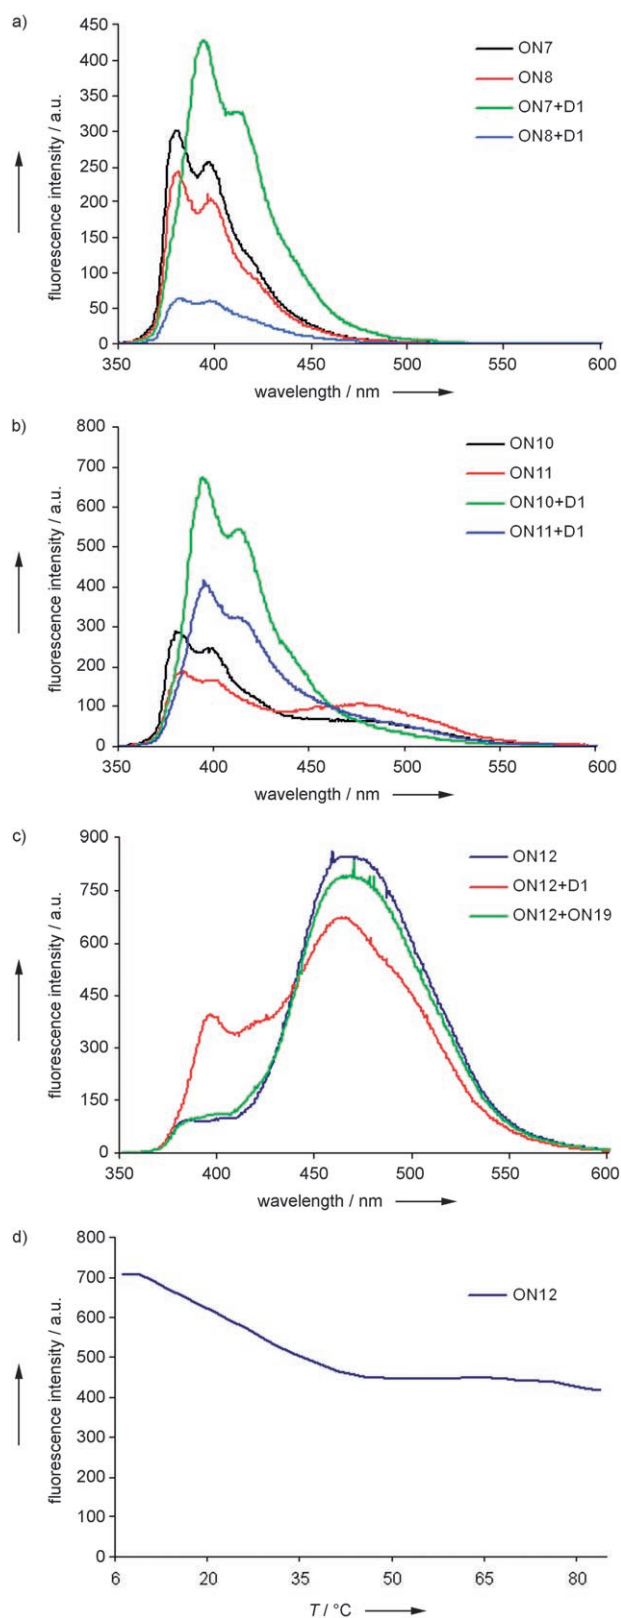 a)
450
400
350
300
250
200
150
100
50
0
fluorescence intensity / a.u.
ON7
ON8
ON7+D1
ON8+D1
350 400 450 500 550 600
wavelength / nm
b)
800
700
600
500
400
300
200
100
0
fluorescence intensity / a.u.
ON10
ON11
ON10+D1
ON11+D1
350 400 450 500 550 600
wavelength / nm
c)
900
750
600
450
300
150
0
fluorescence intensity / a.u.
ON12
ON12+D1
ON12+ON19
350 400 450 500 550 600
wavelength / nm
d)
800
700
600
500
400
300
200
100
0
fluorescence intensity / a.u.
ON12
6 20 35 50 65 80
T / °C